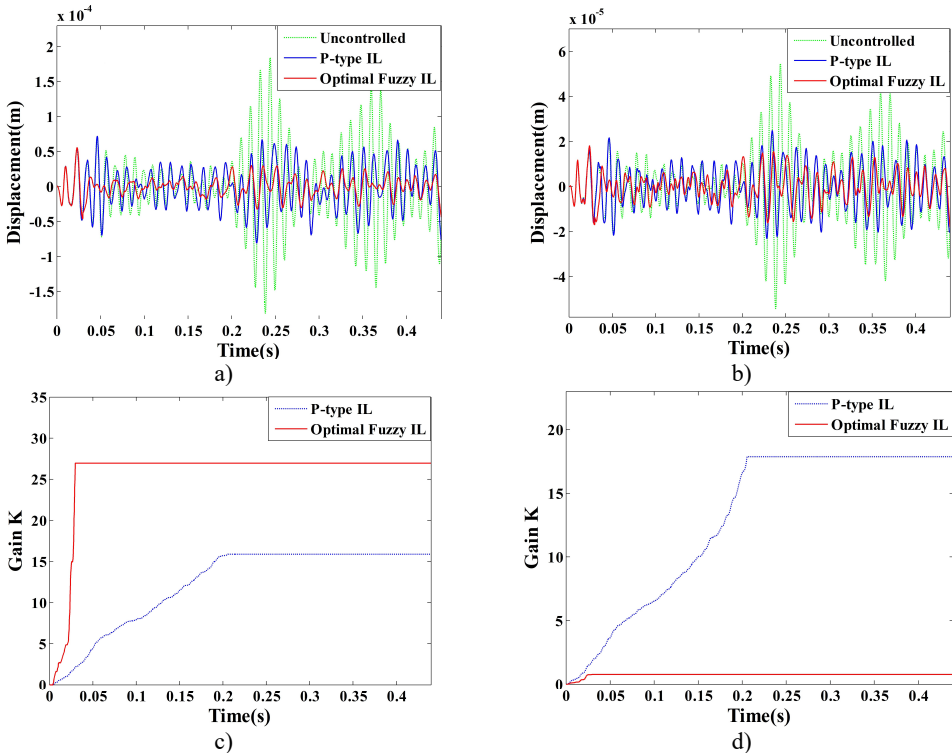 x 10⁻⁴
Displacement(m)
2
1.5
1
0.5
0
-0.5
-1
-1.5
Uncontrolled
P-type IL
Optimal Fuzzy IL
0 0.05 0.1 0.15 0.2 0.25 0.3 0.35 0.4
Time(s)
a)
x 10⁻⁵
Displacement(m)
6
4
2
0
-2
-4
Uncontrolled
P-type IL
Optimal Fuzzy IL
0 0.05 0.1 0.15 0.2 0.25 0.3 0.35 0.4
Time(s)
b)
Gain K
35
30
25
20
15
10
5
0
P-type IL
Optimal Fuzzy IL
0 0.05 0.1 0.15 0.2 0.25 0.3 0.35 0.4
Time(s)
c)
Gain K
20
15
10
5
0
P-type IL
Optimal Fuzzy IL
0 0.05 0.1 0.15 0.2 0.25 0.3 0.35 0.4
Time(s)
d)